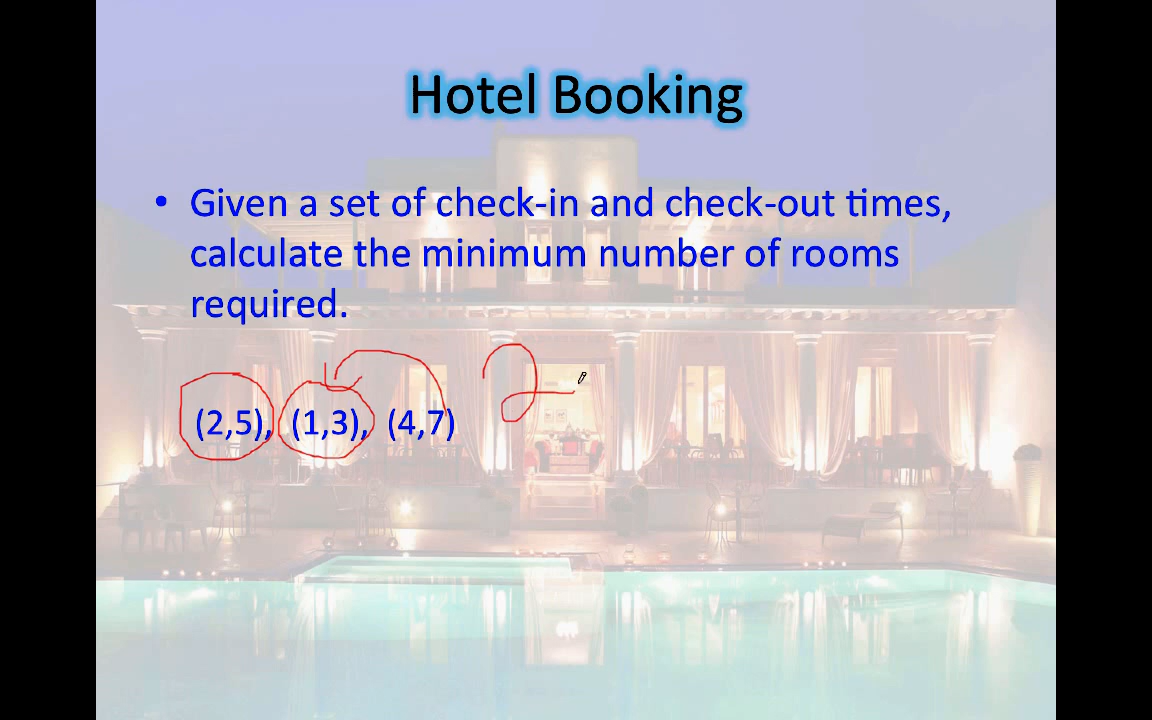 Hotel Booking
• Given a set of check-in and check-out times,
calculate the minimum number of rooms
required.
(2,5), (1,3), (4,7) 2